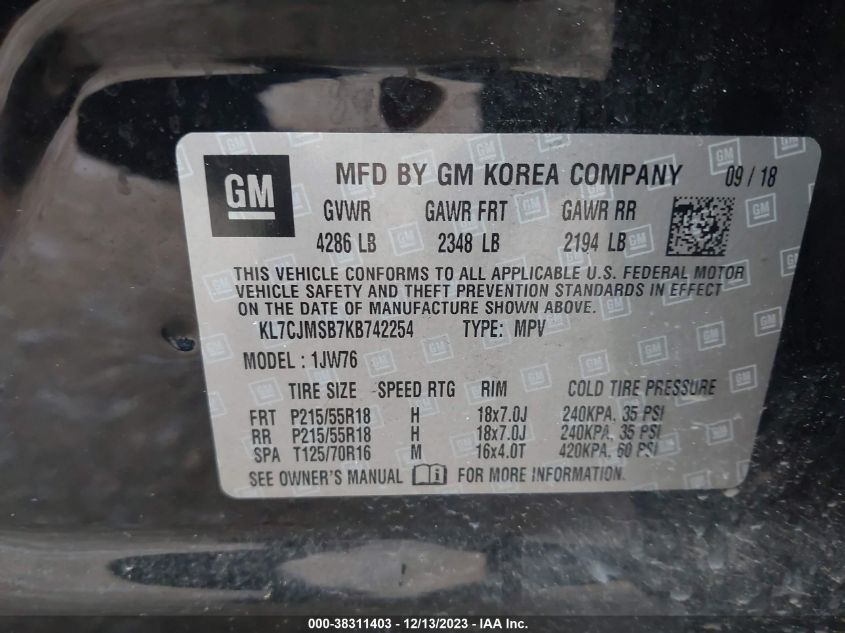 GM MFD BY GM KOREA COMPANY 09 / 18
GVWR GAWR FRT GAWR RR
4286 LB 2348 LB 2194 LB
THIS VEHICLE CONFORMS TO ALL APPLICABLE U.S. FEDERAL MOTOR
VEHICLE SAFETY AND THEFT PREVENTION STANDARDS IN EFFECT
ON THE DATE OF MANUFACTURE SHOWN ABOVE.
KL7CJMSB7KB742254 TYPE: MPV
MODEL : 1JW76
TIRE SIZE SPEED RTG RIM COLD TIRE PRESSURE
FRT P215/55R18 H 18x7.0J 240KPA, 35 PSI
RR P215/55R18 H 18x7.0J 240KPA, 35 PSI
SPA T125/70R16 M 16x4.0T 420KPA, 60 PSI
SEE OWNER'S MANUAL i FOR MORE INFORMATION.
000-38311403 - 12/13/2023 - IAA Inc.